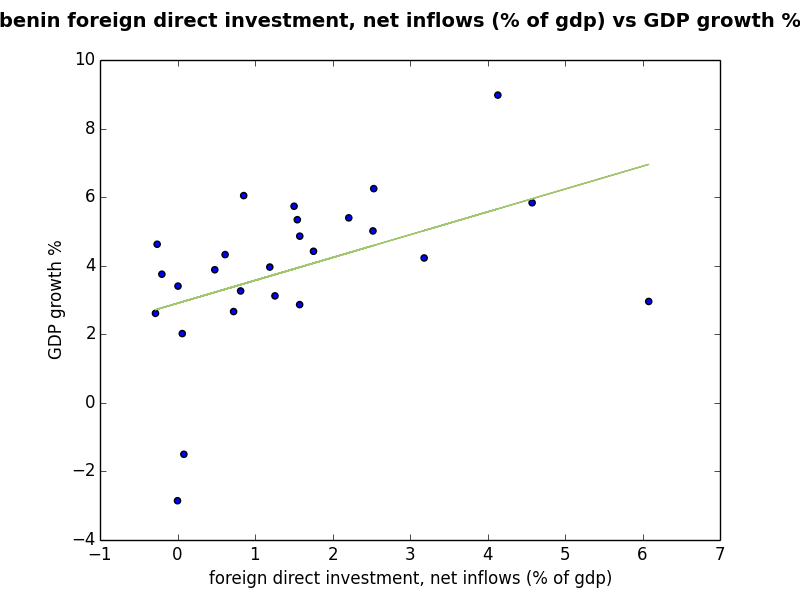 benin foreign direct investment, net inflows (% of gdp) vs GDP growth %
10
8
6
4
2
0
−2
−4
GDP growth %
−1 0 1 2 3 4 5 6 7
foreign direct investment, net inflows (% of gdp)